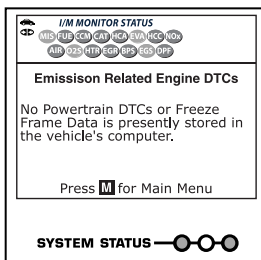 I/M MONITOR STATUS
MIS FUE CCM CAT HCA EVA HCC NOx
AIR O2S HTR EGR BPS EGS DPF
Emissison Related Engine DTCs
No Powertrain DTCs or Freeze
Frame Data is presently stored in
the vehicle's computer.
Press M for Main Menu
SYSTEM STATUS